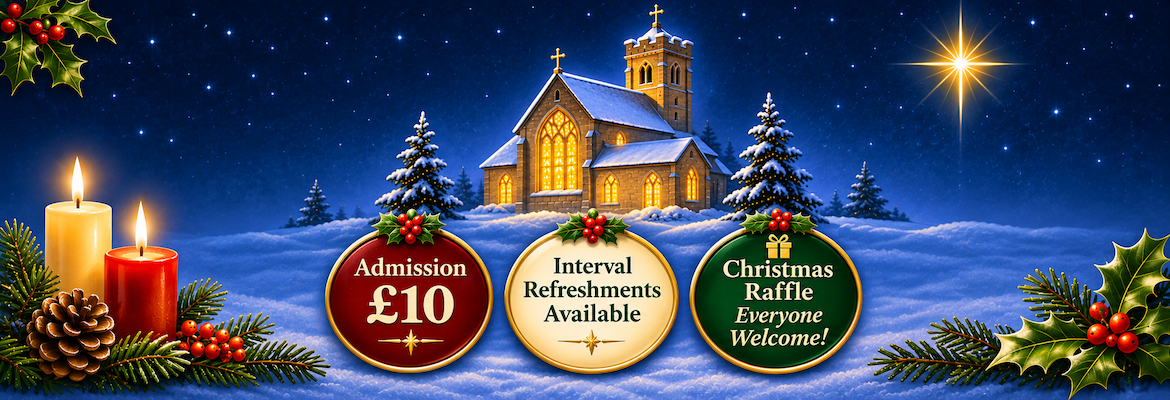 Admission
£10
Interval
Refreshments
Available
Christmas
Raffle
Everyone
Welcome!